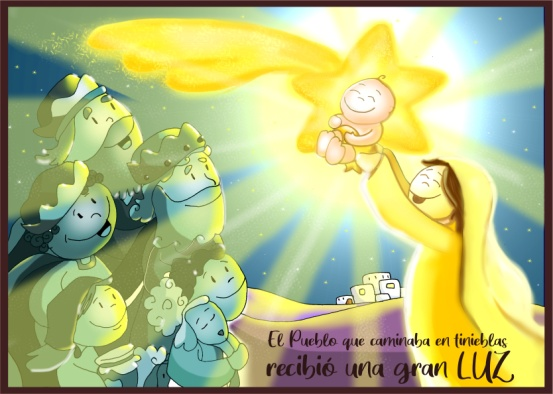 El Pueblo que caminaba en tinieblas
recibió una gran LUZ